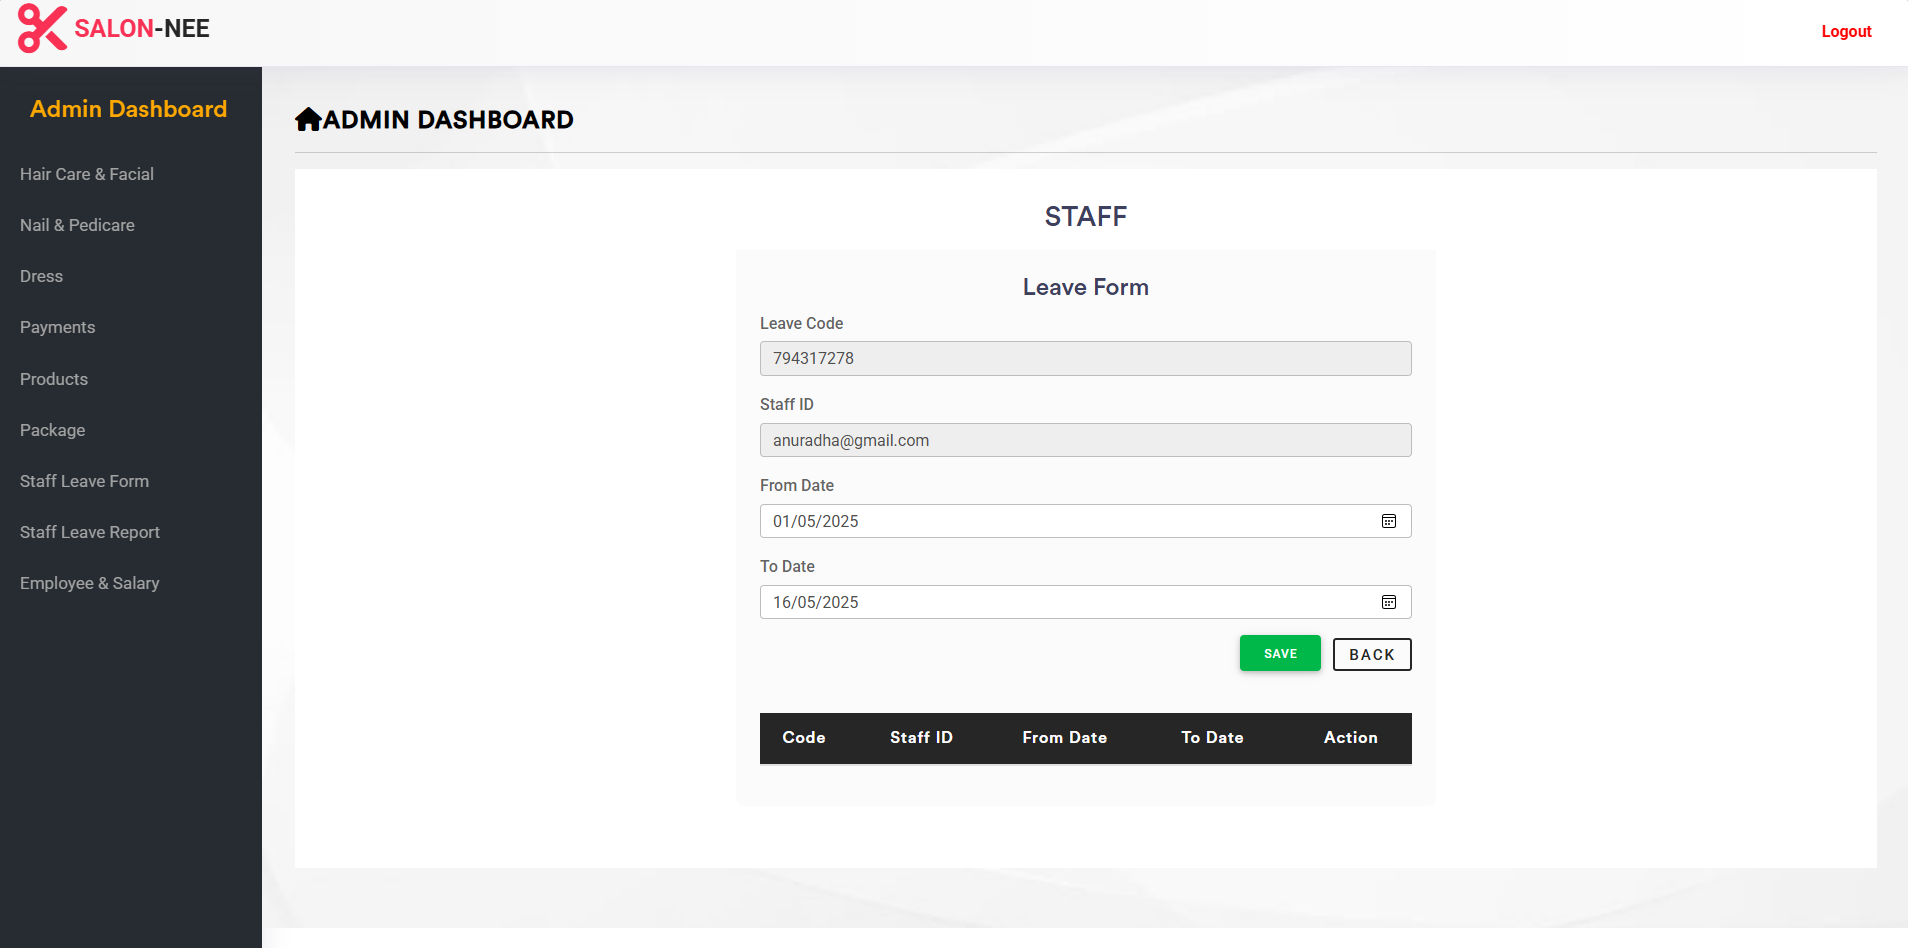 SALON-NEE
Logout
Admin Dashboard
Hair Care & Facial
Nail & Pedicare
Dress
Payments
Products
Package
Staff Leave Form
Staff Leave Report
Employee & Salary
ADMIN DASHBOARD
STAFF
Leave Form
Leave Code
794317278
Staff ID
anuradha@gmail.com
From Date
01/05/2025
To Date
16/05/2025
SAVE BACK
Code Staff ID From Date To Date Action